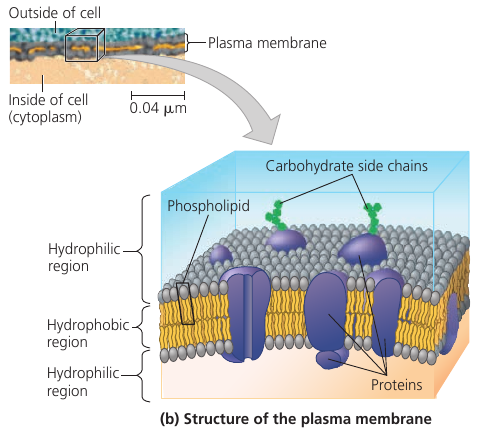 Outside of cell
Plasma membrane
Inside of cell
(cytoplasm)
0.04 μm
Carbohydrate side chains
Phospholipid
Hydrophilic
region
Hydrophobic
region
Hydrophilic
region
Proteins
(b) Structure of the plasma membrane